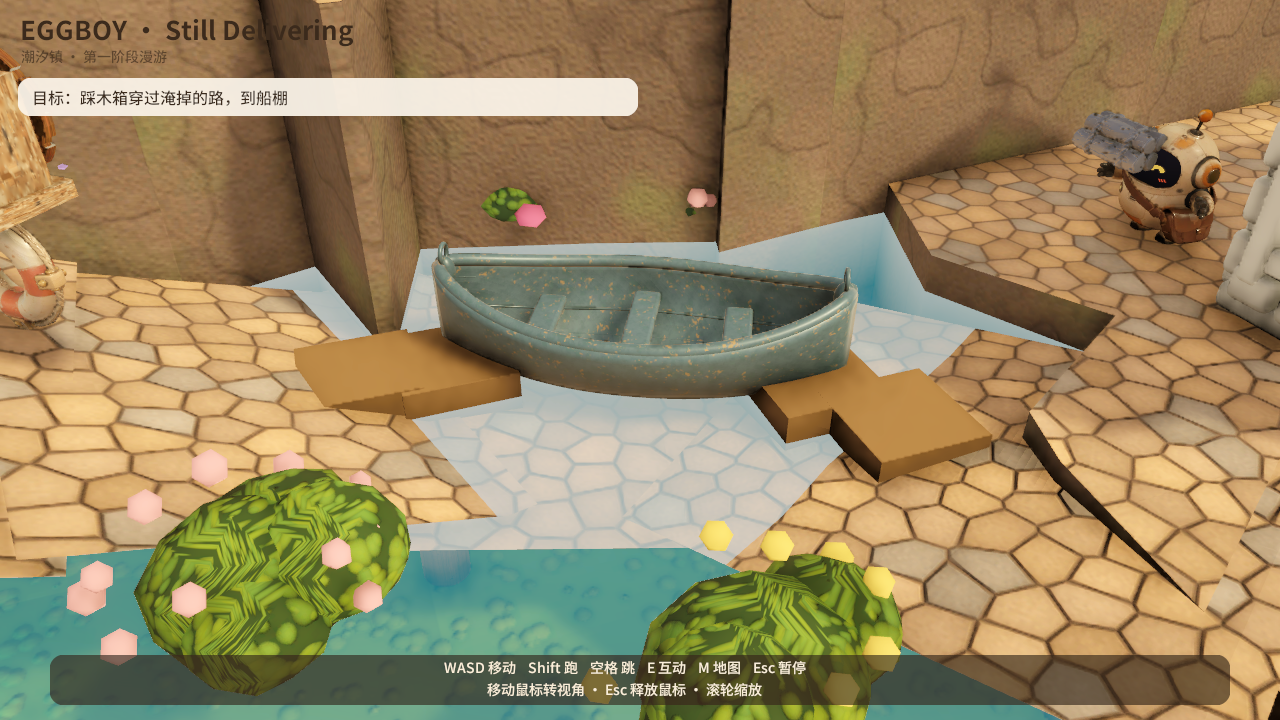 EGGBOY · Still Delivering
潮汐镇 · 第一阶段漫游
目标：踩木箱穿过淹掉的路，到船棚
WASD 移动 Shift 跑 空格 跳 E 互动 M 地图 Esc 暂停
移动鼠标转视角 · Esc 释放鼠标 · 滚轮缩放